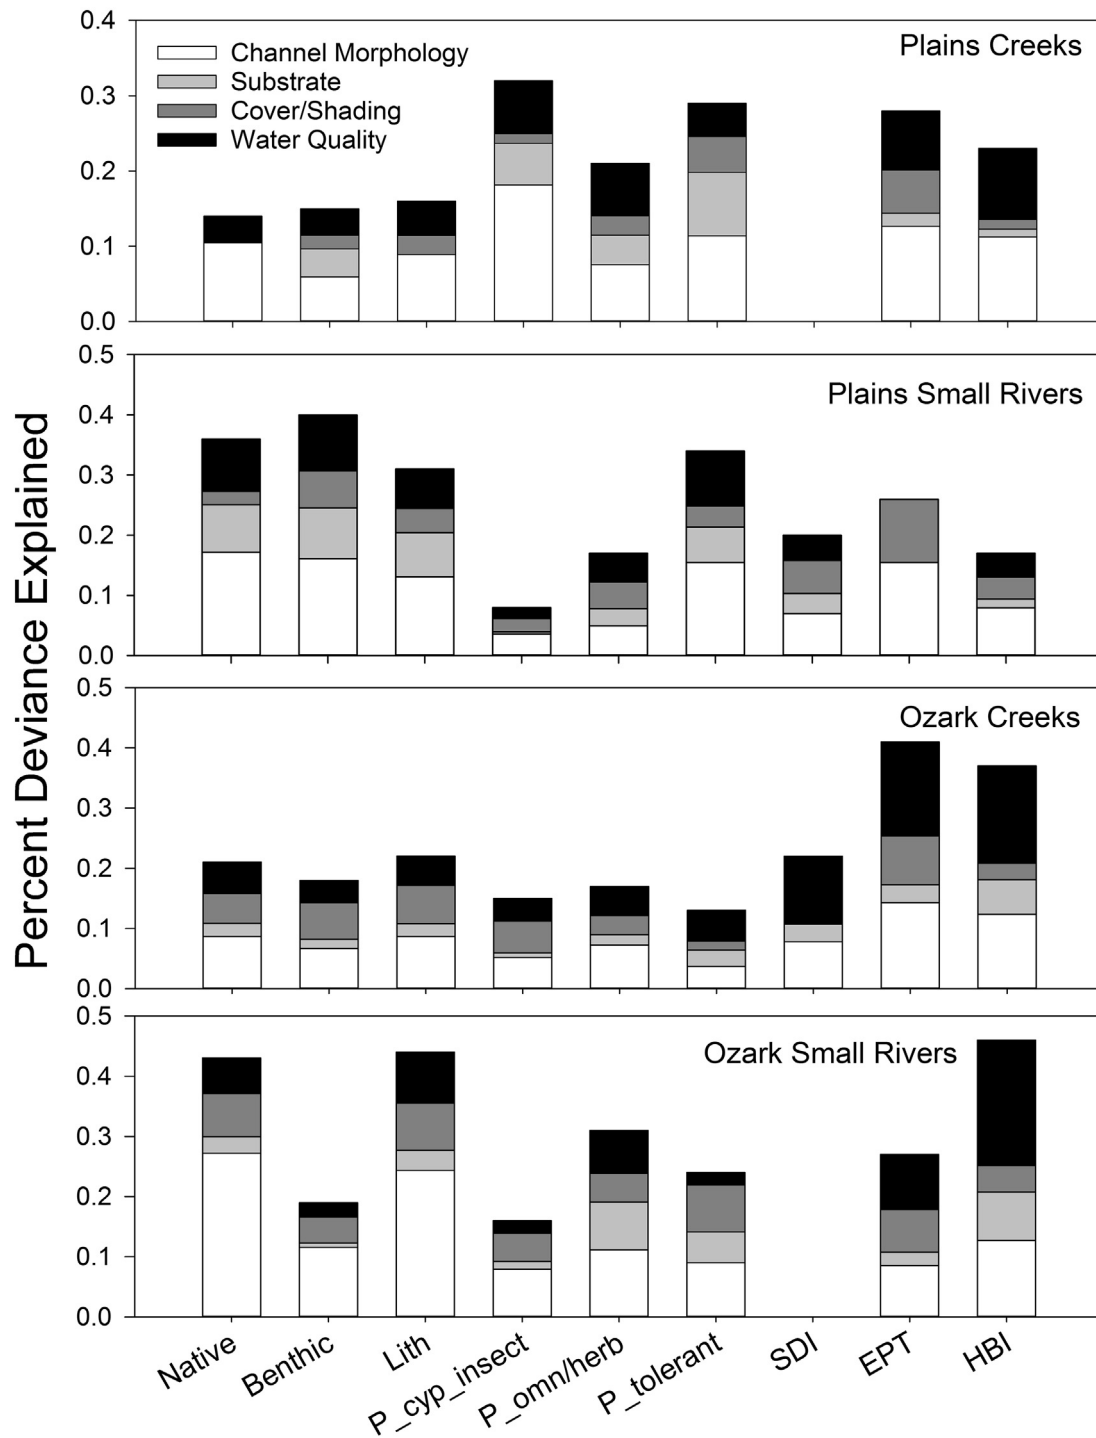 Percent Deviance Explained
0.4
0.3
0.2
0.1
0.0
Plains Creeks
Channel Morphology
Substrate
Cover/Shading
Water Quality
0.5
0.4
0.3
0.2
0.1
0.0
Plains Small Rivers
0.5
0.4
0.3
0.2
0.1
0.0
Ozark Creeks
0.5
0.4
0.3
0.2
0.1
0.0
Ozark Small Rivers
Native
Benthic
Lith
P_cyp_insect
P_omn/herb
P_tolerant
SDI
EPT
HBI